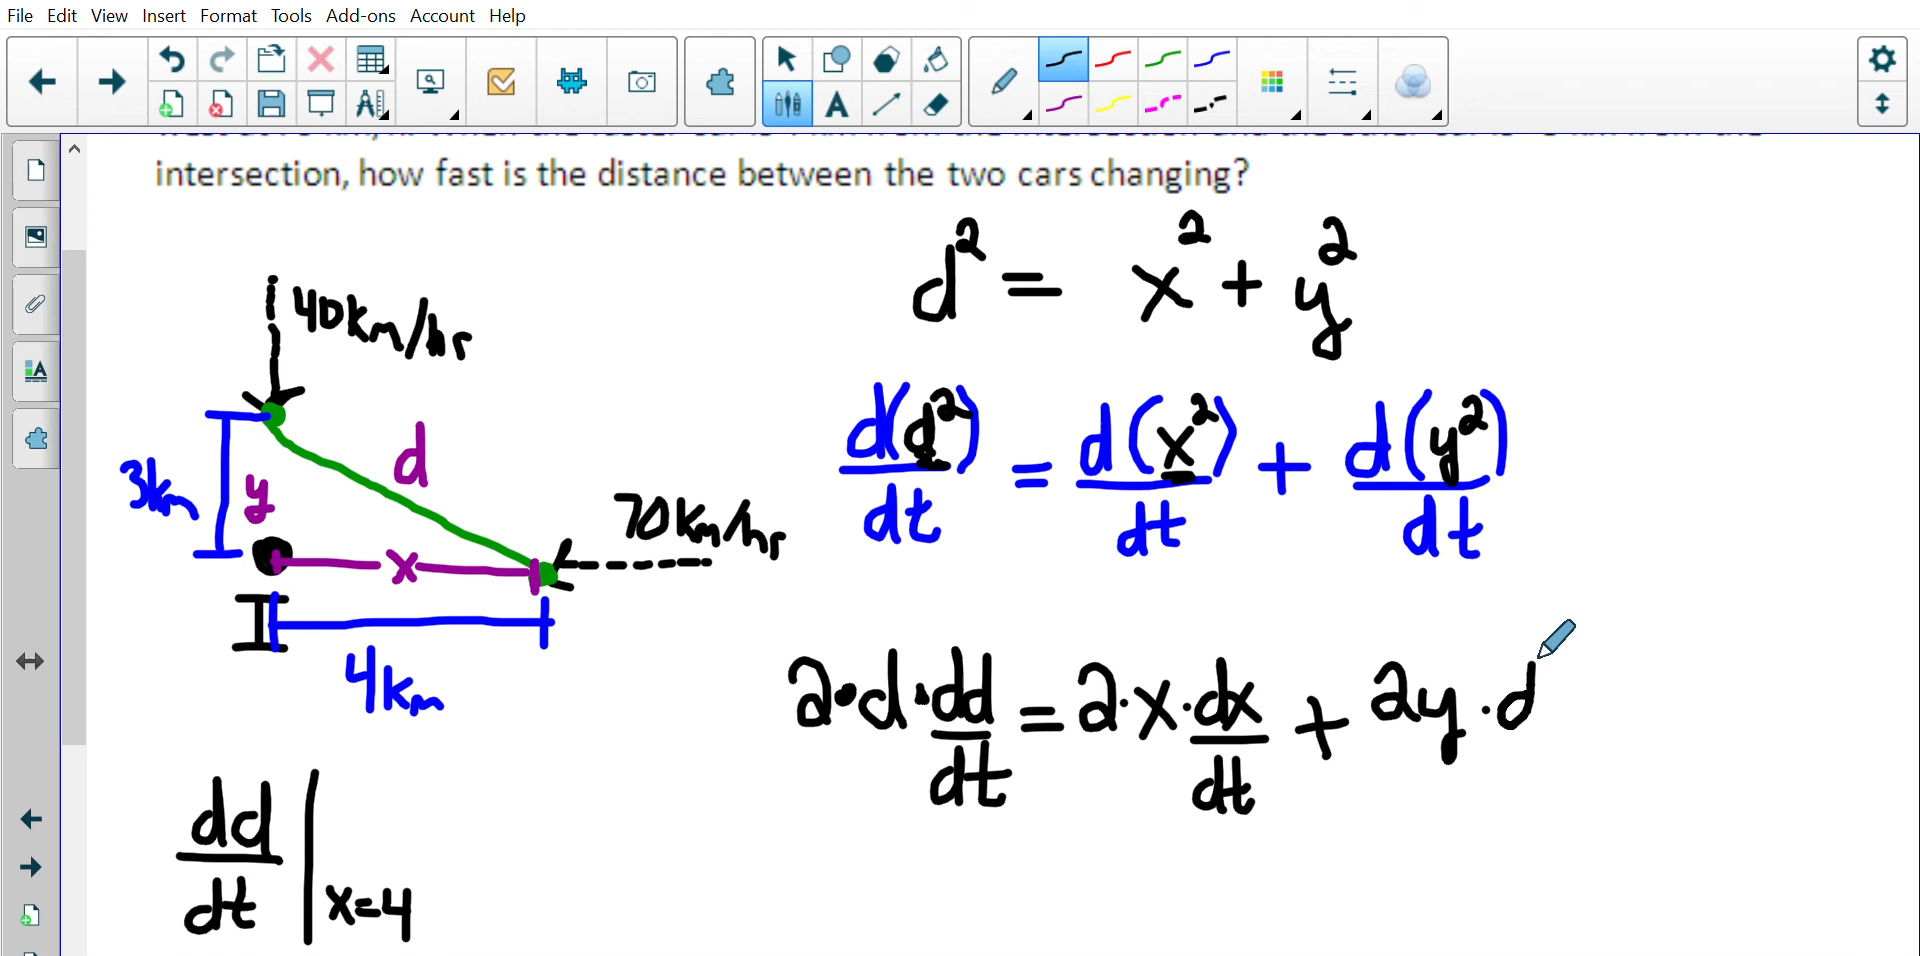 File Edit View Insert Format Tools Add-ons Account Help
intersection, how fast is the distance between the two cars changing?
d² = x² + y²
40km/hr
d(d²)/dt = d(x²)/dt + d(y²)/dt
d
3km
y
70km/hr
x
I
4km
2·d·dd/dt = 2·x·dx/dt + 2y·d
dd/dt | x=4